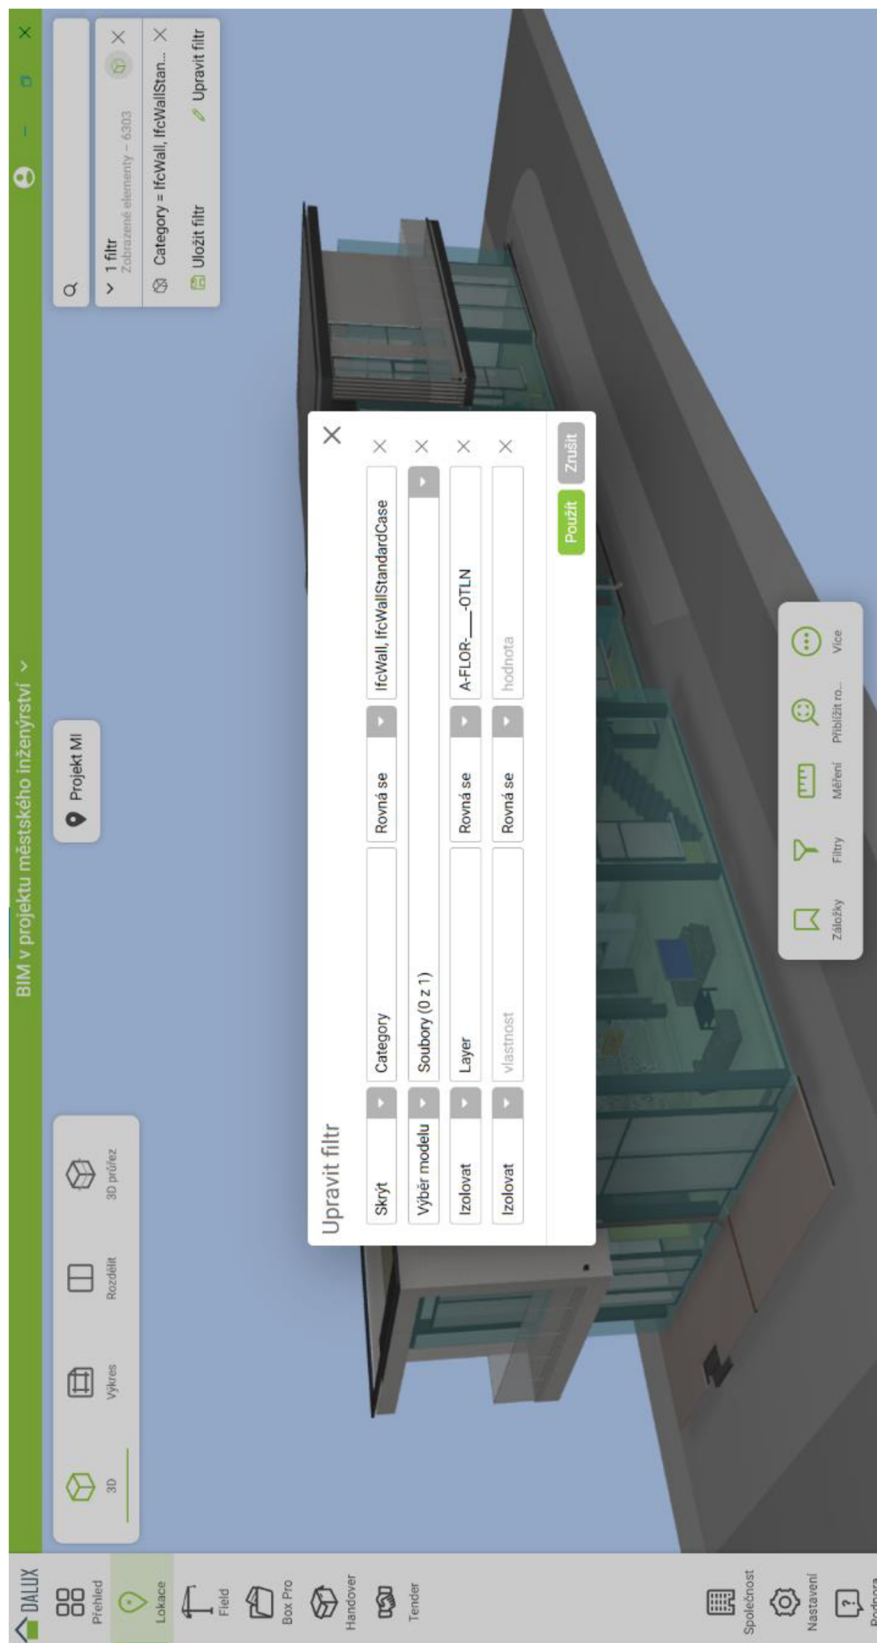 DALUX
BIM v projektu městského inženýrství
Přehled
Lokace
Field
Box Pro
Handover
Tender
Společnost
Nastavení
Podpora
3D
Výkres
Rozdělit
3D průřez
Projekt MI
1 filtr
Zobrazené elementy – 6303
Category = IfcWall, IfcWallStan...
Uložit filtr
Upravit filtr
Upravit filtr
Skrýt Category Rovná se IfcWall, IfcWallStandardCase
Výběr modelu Soubory (0 z 1)
Izolovat Layer Rovná se A-FLOR-____-OTLN
Izolovat vlastnost Rovná se hodnota
Použít Zrušit
Záložky
Filtry
Měření
Přiblížit ro...
Více